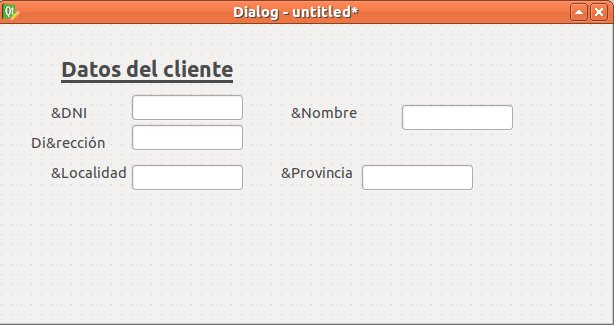 Dialog - untitled*
Datos del cliente
&DNI
&Nombre
Di&rección
&Localidad
&Provincia